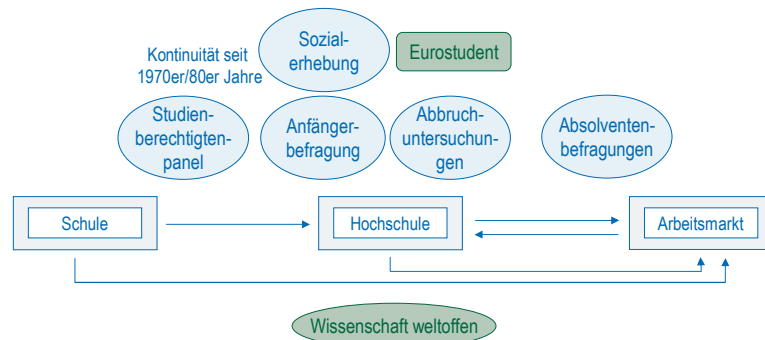 Kontinuität seit
1970er/80er Jahre
Sozial-
erhebung
Eurostudent
Studien-
berechtigten-
panel
Anfänger-
befragung
Abbruch-
untersuchun-
gen
Absolventen-
befragungen
Schule
Hochschule
Arbeitsmarkt
Wissenschaft weltoffen